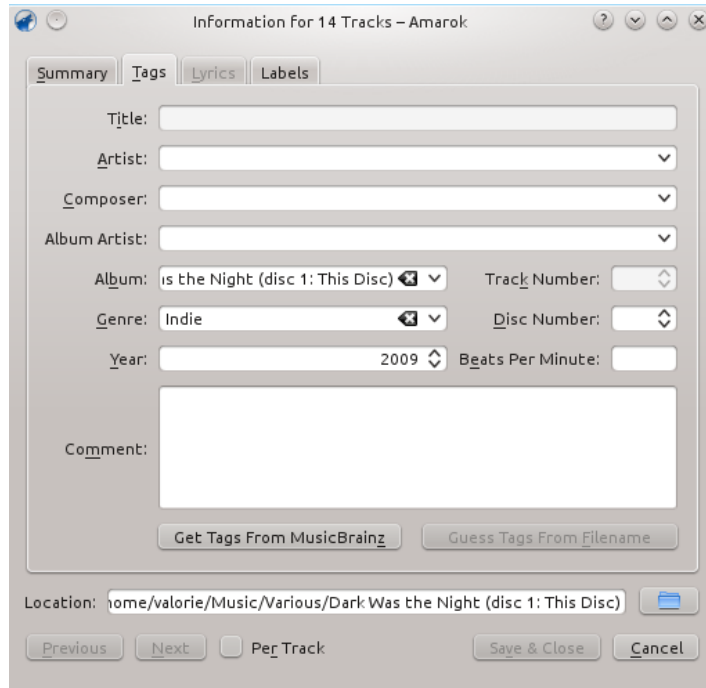 Information for 14 Tracks – Amarok
Summary Tags Lyrics Labels
Title:
Artist:
Composer:
Album Artist:
Album: as the Night (disc 1: This Disc) Track Number:
Genre: Indie Disc Number:
Year: 2009 Beats Per Minute:
Comment:
Get Tags From MusicBrainz Guess Tags From Filename
Location: home/valorie/Music/Various/Dark Was the Night (disc 1: This Disc)
Previous Next Per Track Save & Close Cancel